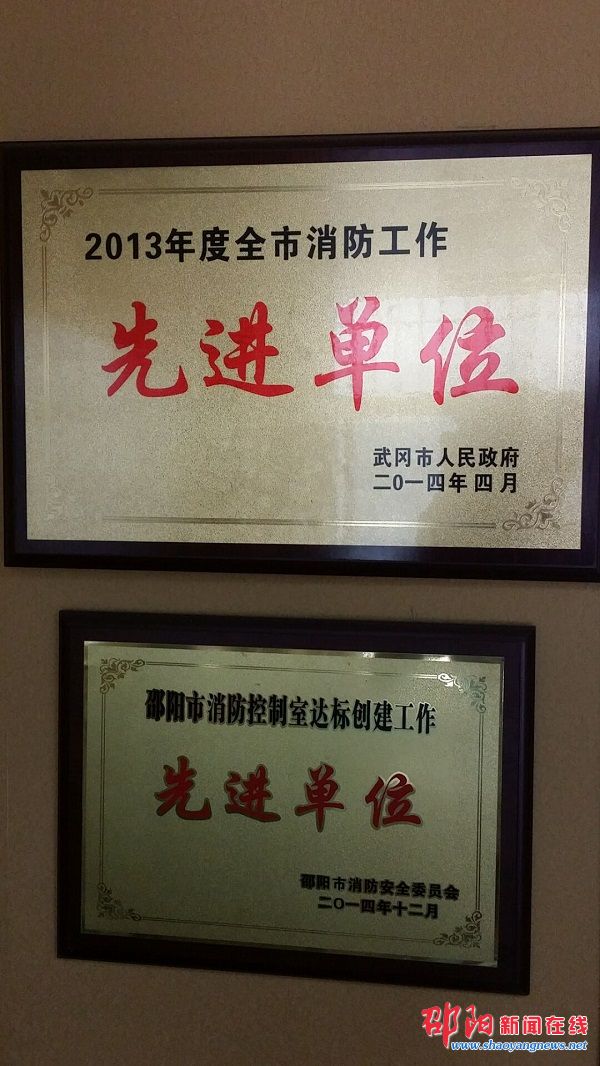 2013年度全市消防工作
先进单位
武冈市人民政府
二0一四年四月
邵阳市消防控制室达标创建工作
先进单位
邵阳市消防安全委员会
二O一四年十二月
邵阳新闻在线
www.shaoyangnews.net